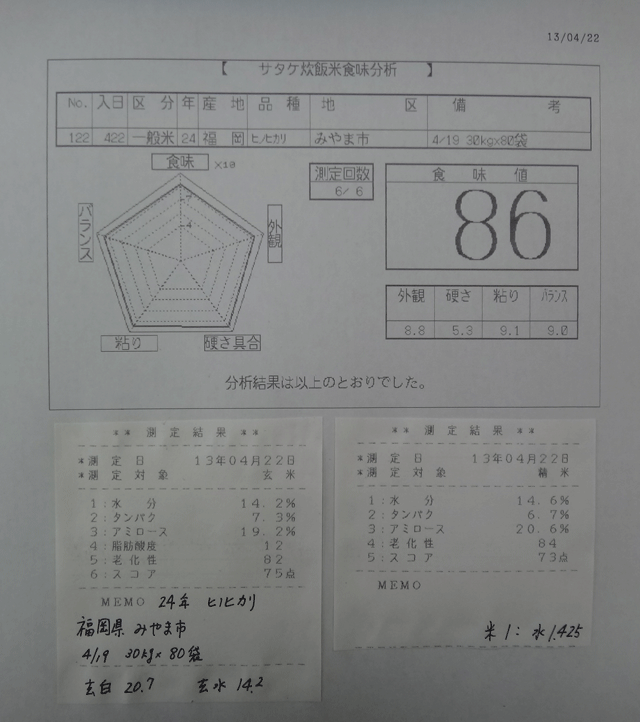 13/04/22
【 サタケ炊飯米食味分析 】
No. 入日 区分 年 産地 品種 地区 備考
122 422 一般米 24 福岡 ヒノヒカリ みやま市 4/19 30kgx80袋
食味 X10
測定回数
6/ 6
食味値
86
7
4
バランス
外観
粘り
硬さ具合
外観 硬さ 粘り バランス
8.8 5.3 9.1 9.0
分析結果は以上のとおりでした。
** 測定結果 **
*測定日 13年04月22日
*測定対象 玄米
1:水分 14.2%
2:タンパク 7.3%
3:アミロース 19.2%
4:脂肪酸度 12
5:老化性 82
6:スコア 75点
MEMO 24年 ヒノヒカリ
福岡県 みやま市
4/19 30kg× 80袋
玄白 20.7 玄水 14.2
** 測定結果 **
*測定日 13年04月22日
*測定対象 精米
1:水分 14.6%
2:タンパク 6.7%
3:アミロース 20.6%
4:老化性 84
5:スコア 73点
MEMO
米1: 水1.425